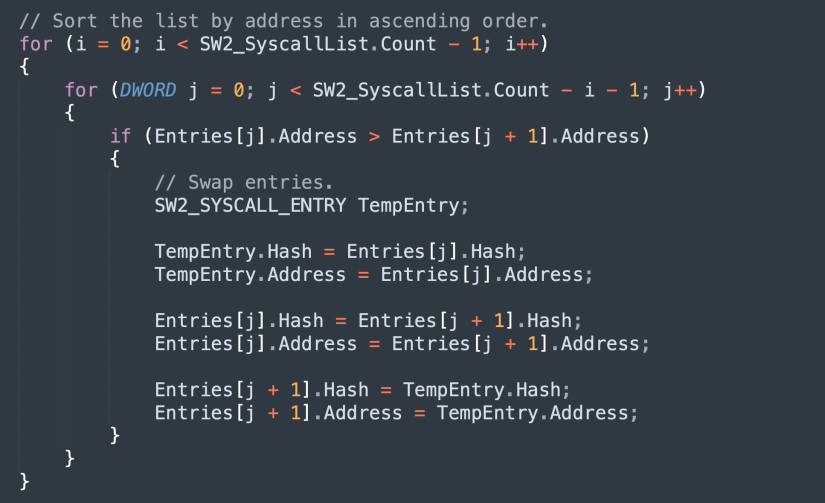 // Sort the list by address in ascending order.
for (i = 0; i < SW2_SyscallList.Count - 1; i++)
{
    for (DWORD j = 0; j < SW2_SyscallList.Count - i - 1; j++)
    {
        if (Entries[j].Address > Entries[j + 1].Address)
        {
            // Swap entries.
            SW2_SYSCALL_ENTRY TempEntry;

            TempEntry.Hash = Entries[j].Hash;
            TempEntry.Address = Entries[j].Address;

            Entries[j].Hash = Entries[j + 1].Hash;
            Entries[j].Address = Entries[j + 1].Address;

            Entries[j + 1].Hash = TempEntry.Hash;
            Entries[j + 1].Address = TempEntry.Address;
        }
    }
}